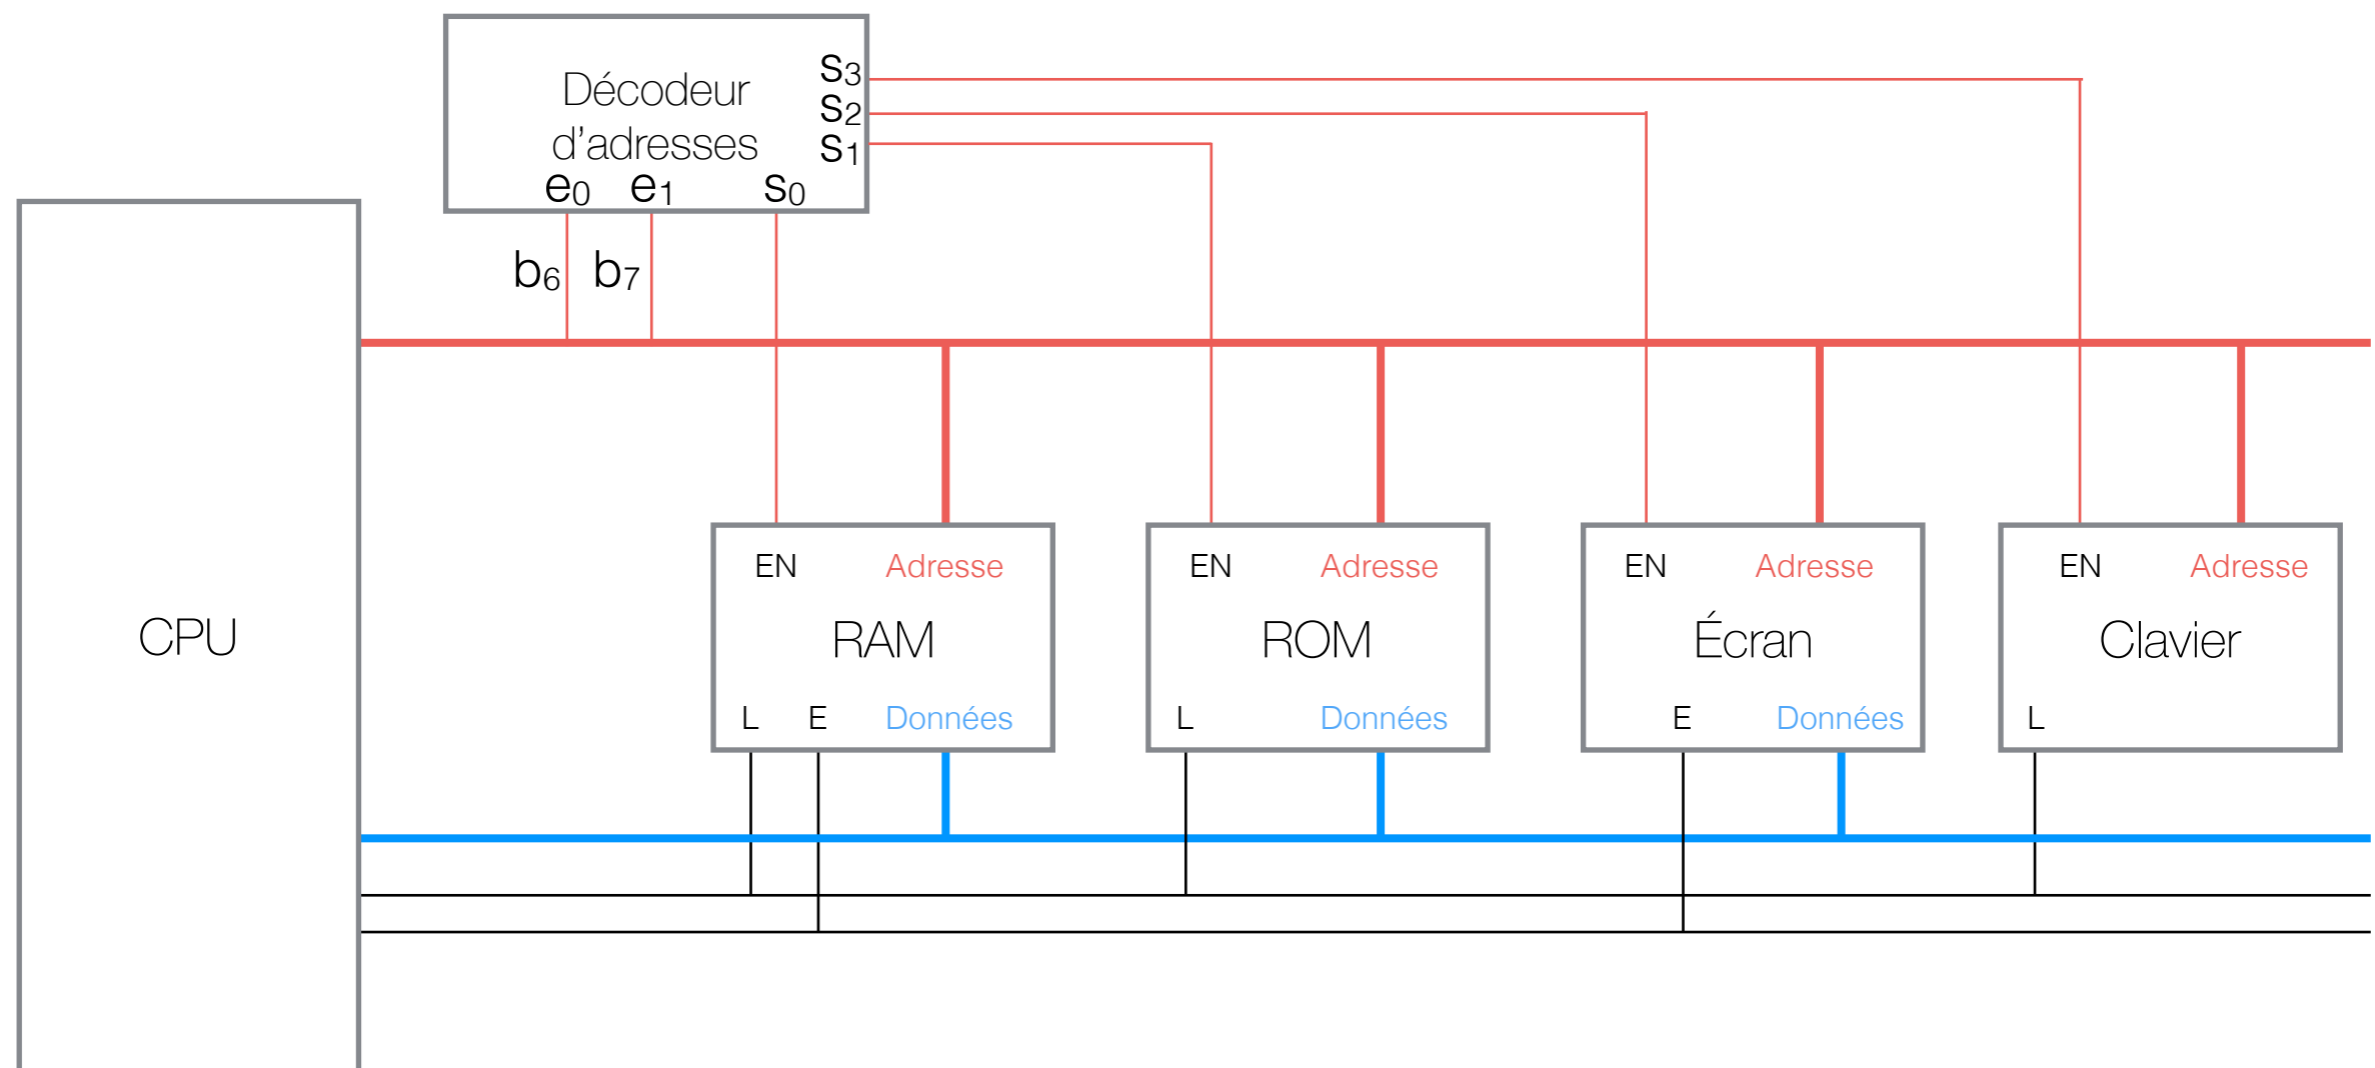 Décodeur
d'adresses
s3
s2
s1
e0 e1 s0
b6 b7
CPU
EN Adresse
RAM
L E Données
EN Adresse
ROM
L Données
EN Adresse
Écran
E Données
EN Adresse
Clavier
L